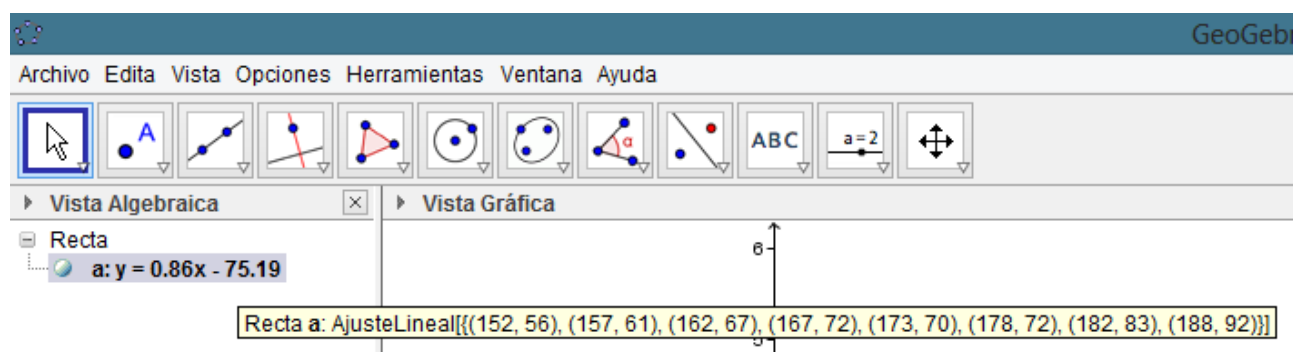 GeoGebr
Archivo Edita Vista Opciones Herramientas Ventana Ayuda
A
α
ABC
a=2
Vista Algebraica
Vista Gráfica
Recta
a: y = 0.86x - 75.19
6
Recta a: AjusteLineal[{(152, 56), (157, 61), (162, 67), (167, 72), (173, 70), (178, 72), (182, 83), (188, 92)}]
5